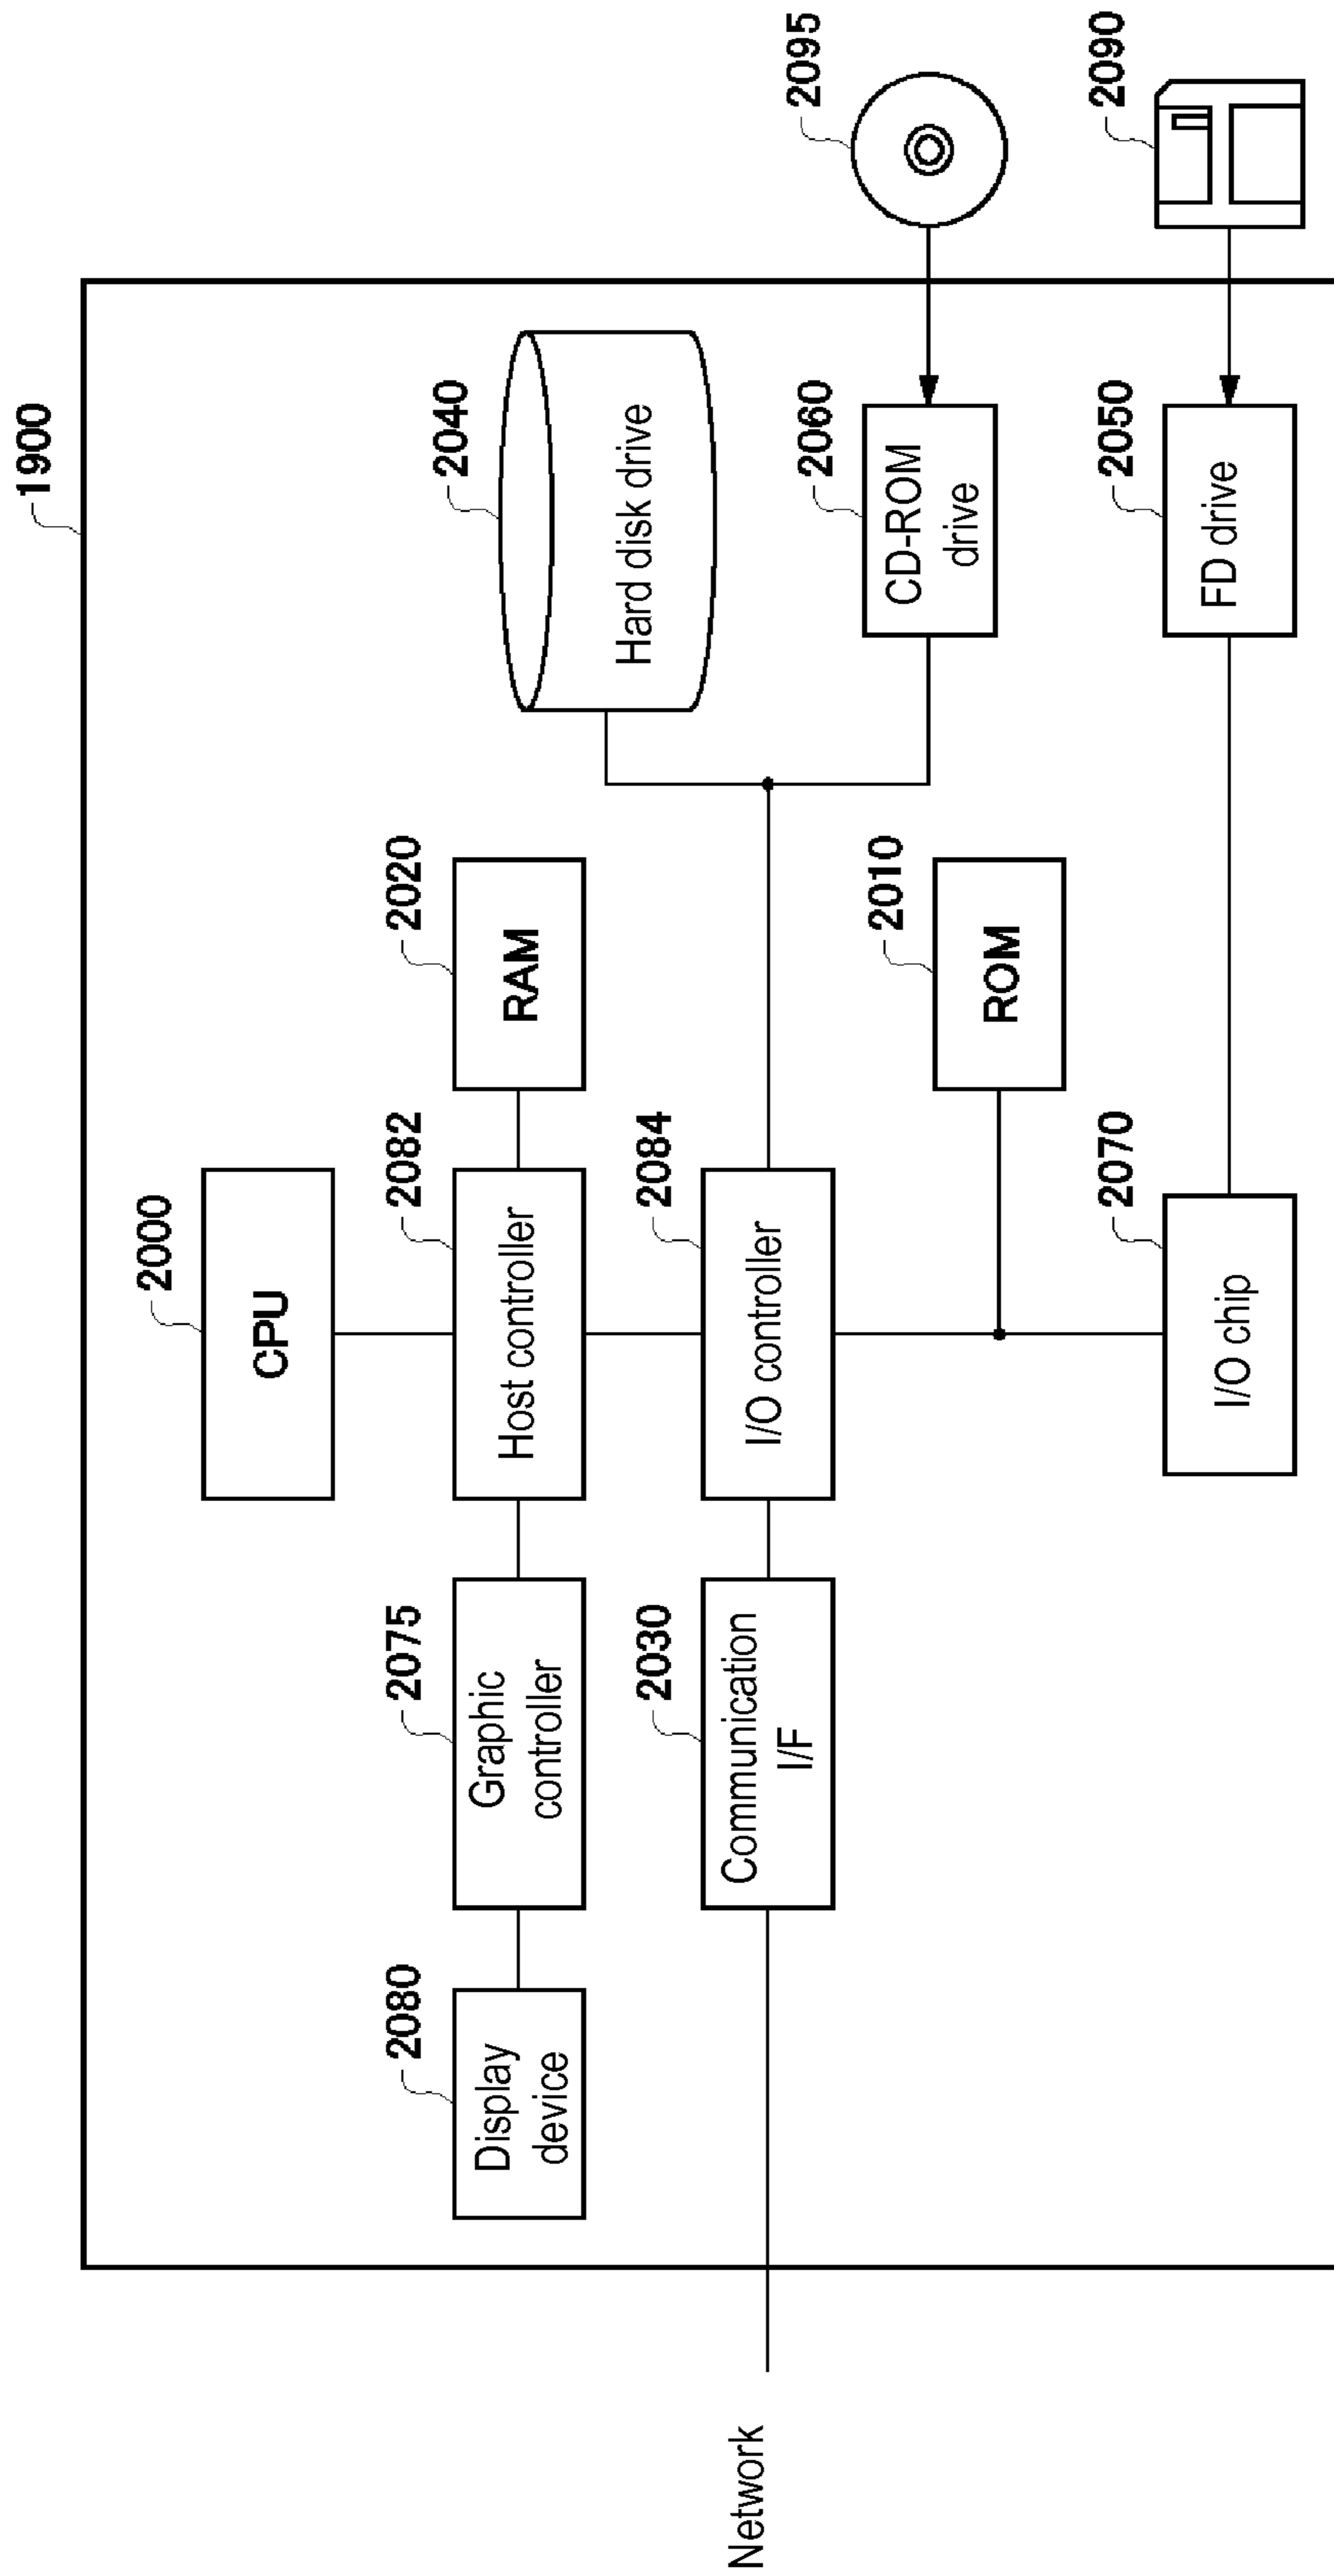 1900
2000
CPU
2080
Display
device
2075
Graphic
controller
2082
Host controller
2020
RAM
2040
Hard disk drive
Network
2030
Communication
I/F
2084
I/O controller
2095
2060
CD-ROM
drive
2010
ROM
2070
I/O chip
2050
FD drive
2090